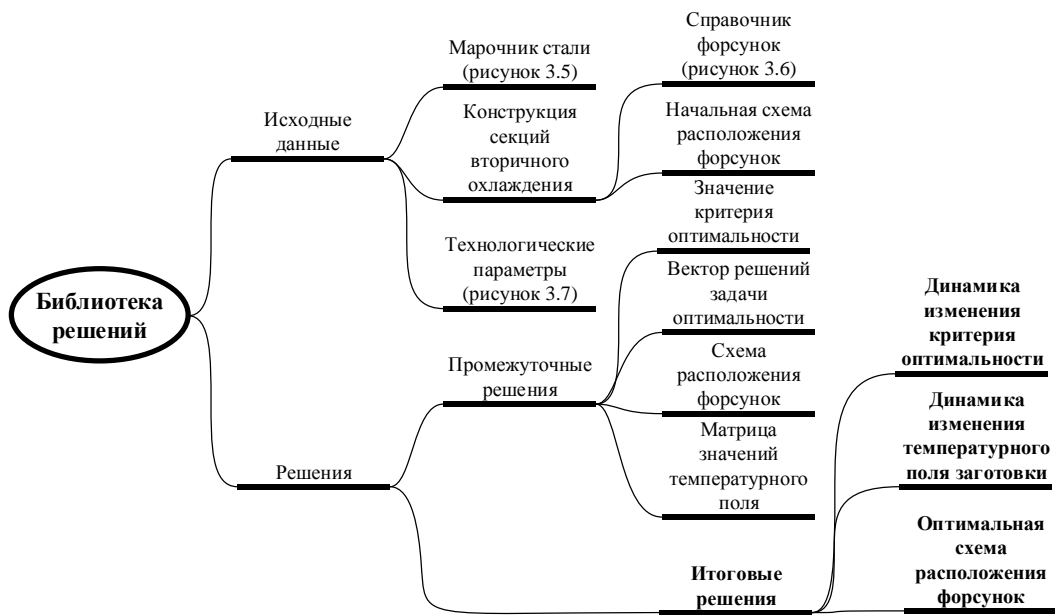 Библиотека
решений
Исходные
данные
Марочник стали
(рисунок 3.5)
Конструкция
секций
вторичного
охлаждения
Справочник
форсунок
(рисунок 3.6)
Начальная схема
расположения
форсунок
Технологические
параметры
(рисунок 3.7)
Решения
Промежуточные
решения
Значение
критерия
оптимальности
Вектор решений
задачи
оптимальности
Схема
расположения
форсунок
Матрица
значений
температурного
поля
Итоговые
решения
Динамика
изменения
критерия
оптимальности
Динамика
изменения
температурного
поля заготовки
Оптимальная
схема
расположения
форсунок